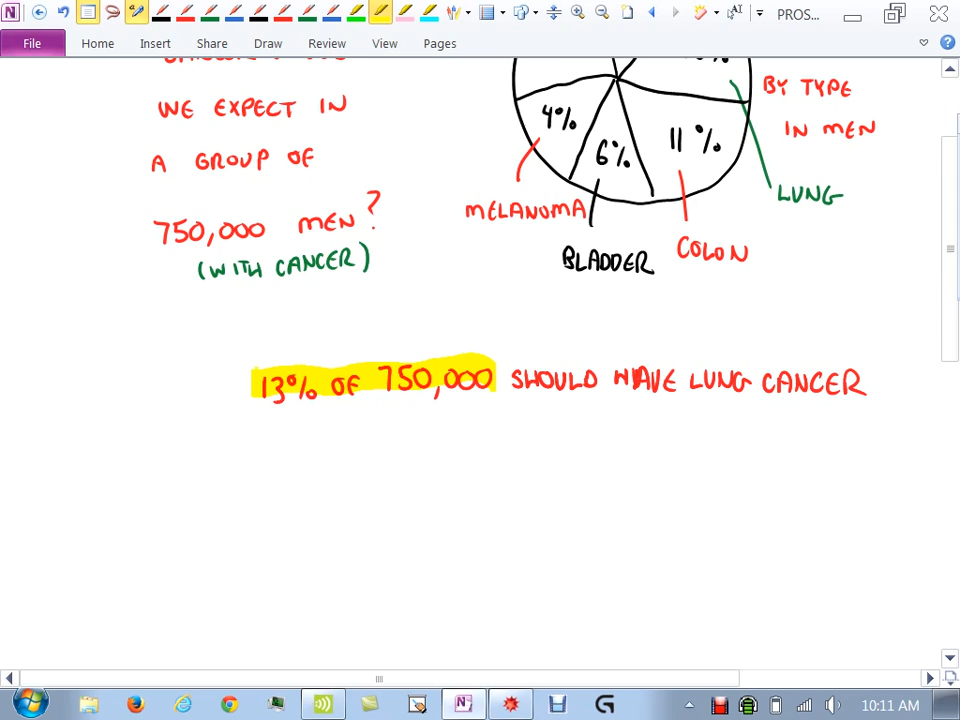 PROS...
File
Home
Insert
Share
Draw
Review
View
Pages
WE EXPECT IN
A GROUP OF
750,000 MEN?
(WITH CANCER)
4%
6%
11%
BY TYPE
IN MEN
LUNG
MELANOMA
BLADDER
COLON
13% OF 750,000 SHOULD HAVE LUNG CANCER
10:11 AM